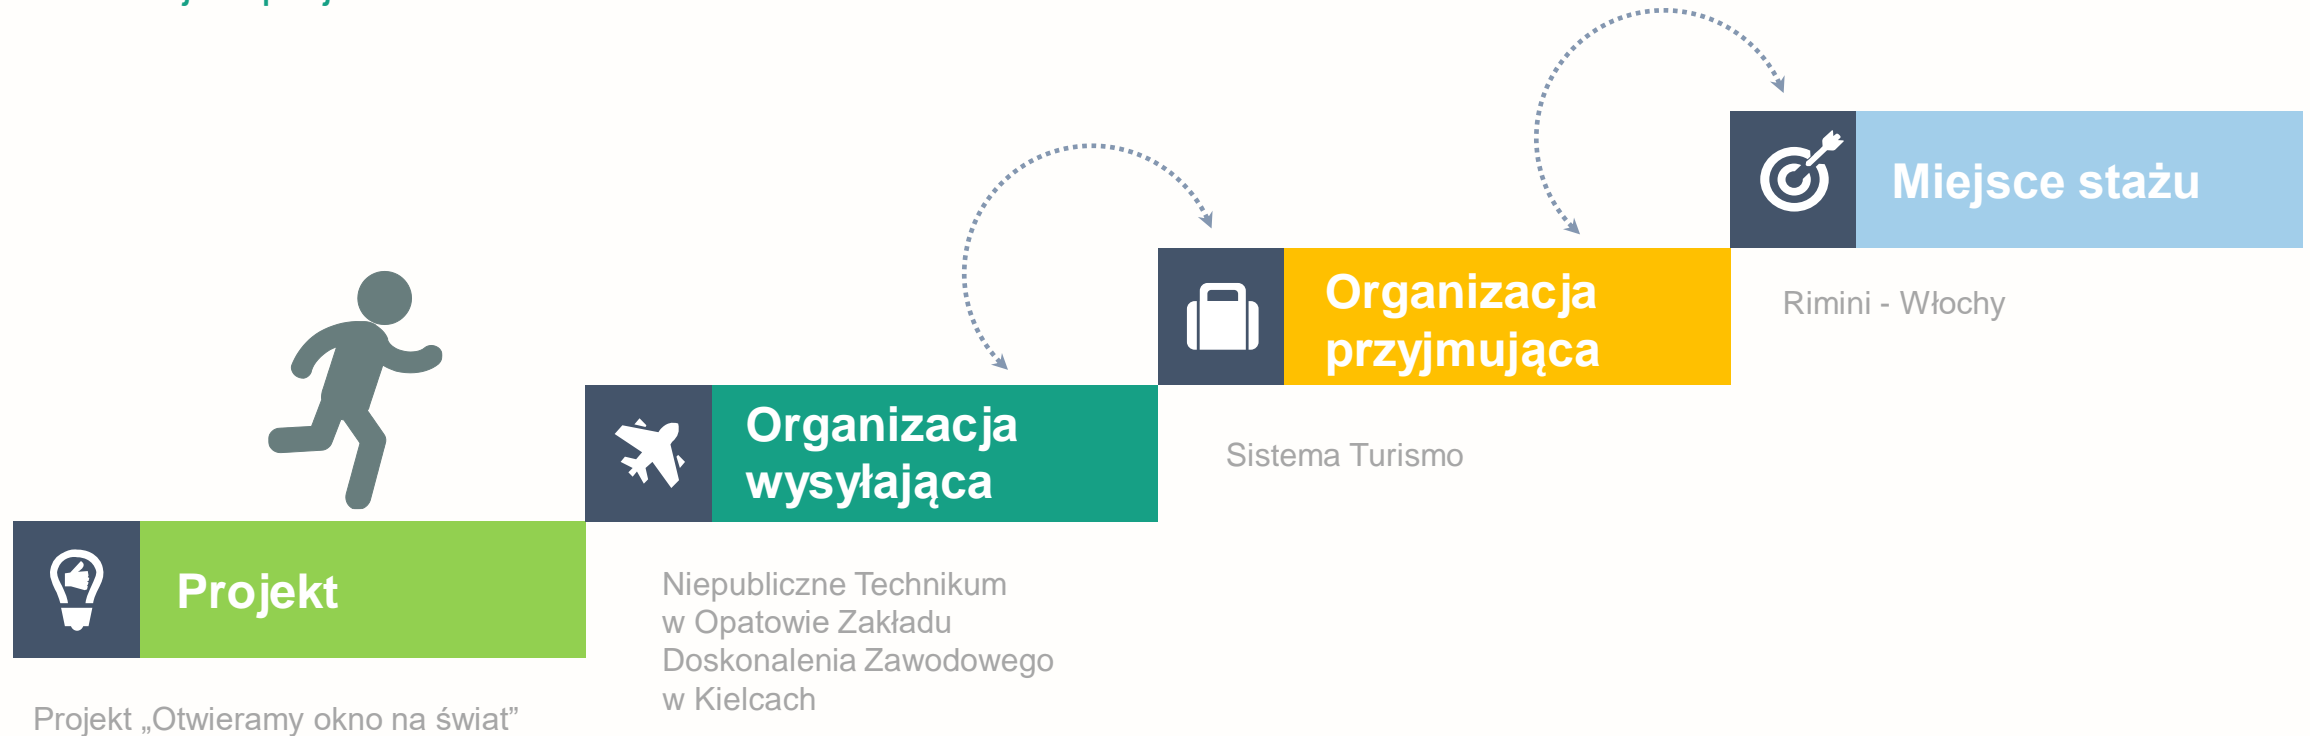 Projekt
Projekt „Otwieramy okno na świat”
Organizacja
wysyłająca
Niepubliczne Technikum
w Opatowie Zakładu
Doskonalenia Zawodowego
w Kielcach
Organizacja
przyjmująca
Sistema Turismo
Miejsce stażu
Rimini - Włochy